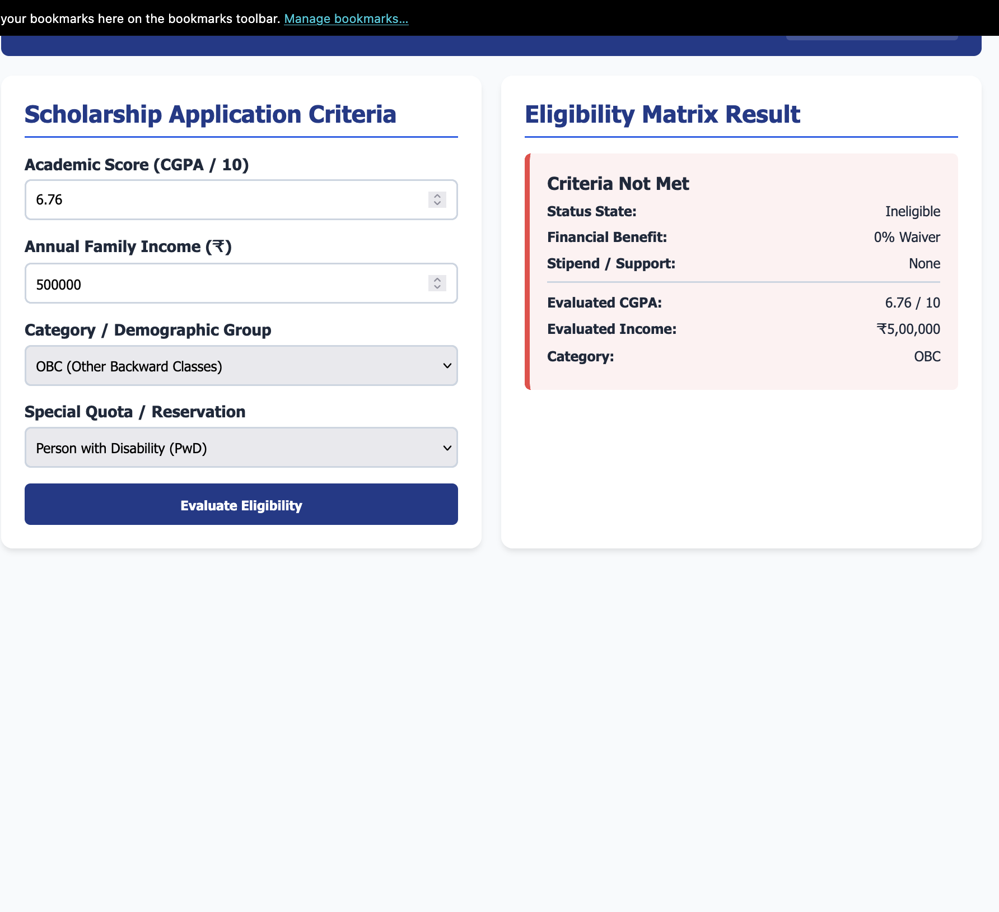 your bookmarks here on the bookmarks toolbar. Manage bookmarks...
Scholarship Application Criteria
Academic Score (CGPA / 10)
6.76
Annual Family Income (₹)
500000
Category / Demographic Group
OBC (Other Backward Classes)
Special Quota / Reservation
Person with Disability (PwD)
Evaluate Eligibility
Eligibility Matrix Result
Criteria Not Met
Status State: Ineligible
Financial Benefit: 0% Waiver
Stipend / Support: None
Evaluated CGPA: 6.76 / 10
Evaluated Income: ₹5,00,000
Category: OBC